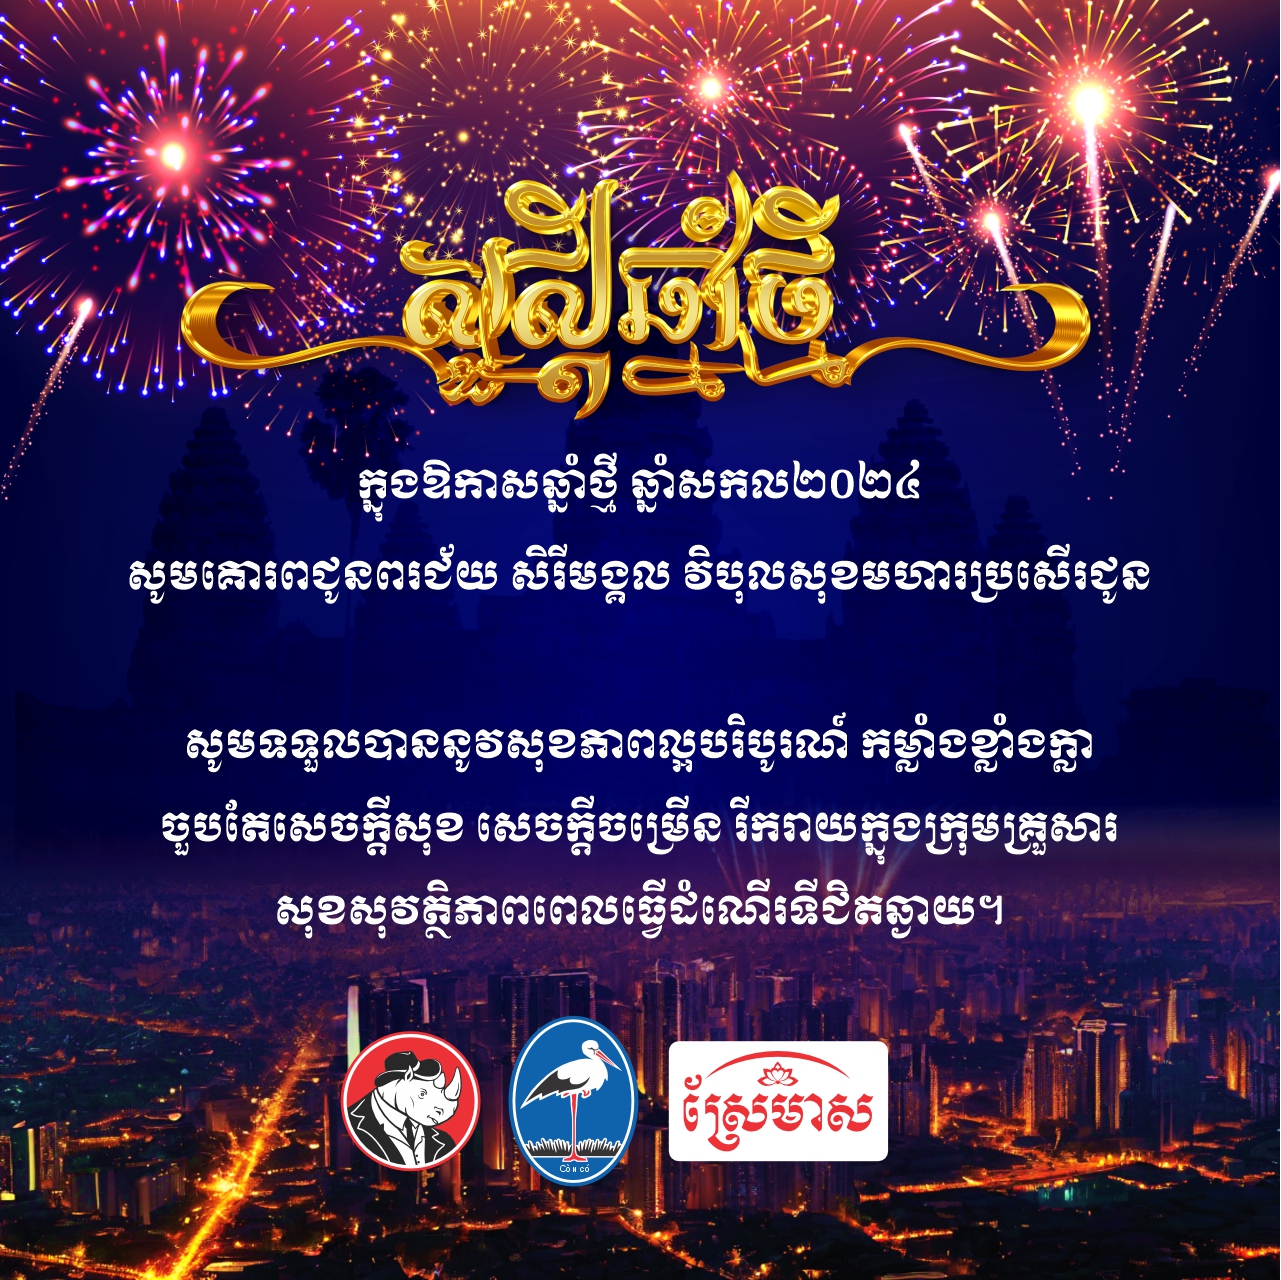 សួស្តីឆ្នាំថ្មី
ក្នុងឱកាសឆ្នាំថ្មី ឆ្នាំសកល២០២៤
សូមគោរពជូនពរជ័យ សិរីមង្គល វិបុលសុខមហារប្រសើរជូន
សូមទទួលបាននូវសុខភាពល្អបរិបូរណ៍ កម្លាំងខ្លាំងក្លា
ចួបតែសេចក្តីសុខ សេចក្តីចម្រើន រីករាយក្នុងក្រុមគ្រួសារ
សុខសុវត្ថិភាពពេលធ្វើដំណើរទីជិតឆ្ងាយ។
Cò H có
ស្រែមាស